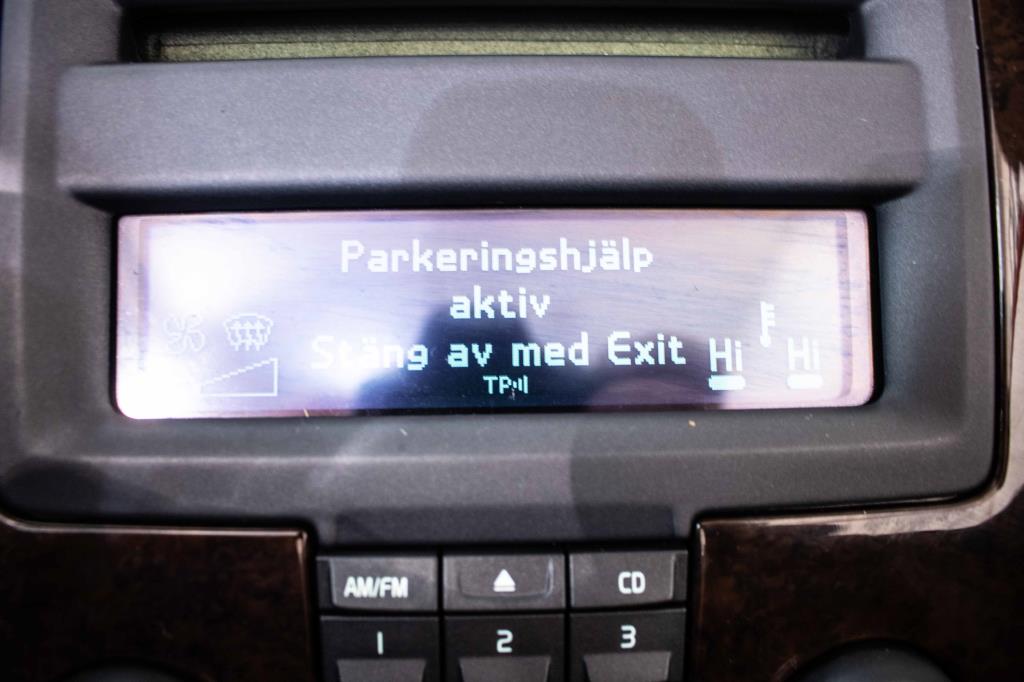 Parkeringshjälp
aktiv
Stäng av med Exit
Hi
Hi
TP
AM/FM
CD
1
2
3